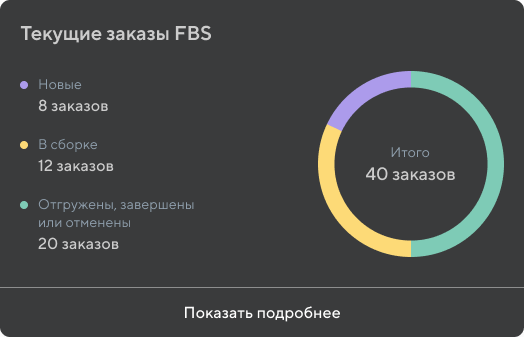 Текущие заказы FBS
Новые
8 заказов
В сборке
12 заказов
Отгружены, завершены
или отменены
20 заказов
Итого
40 заказов
Показать подробнее